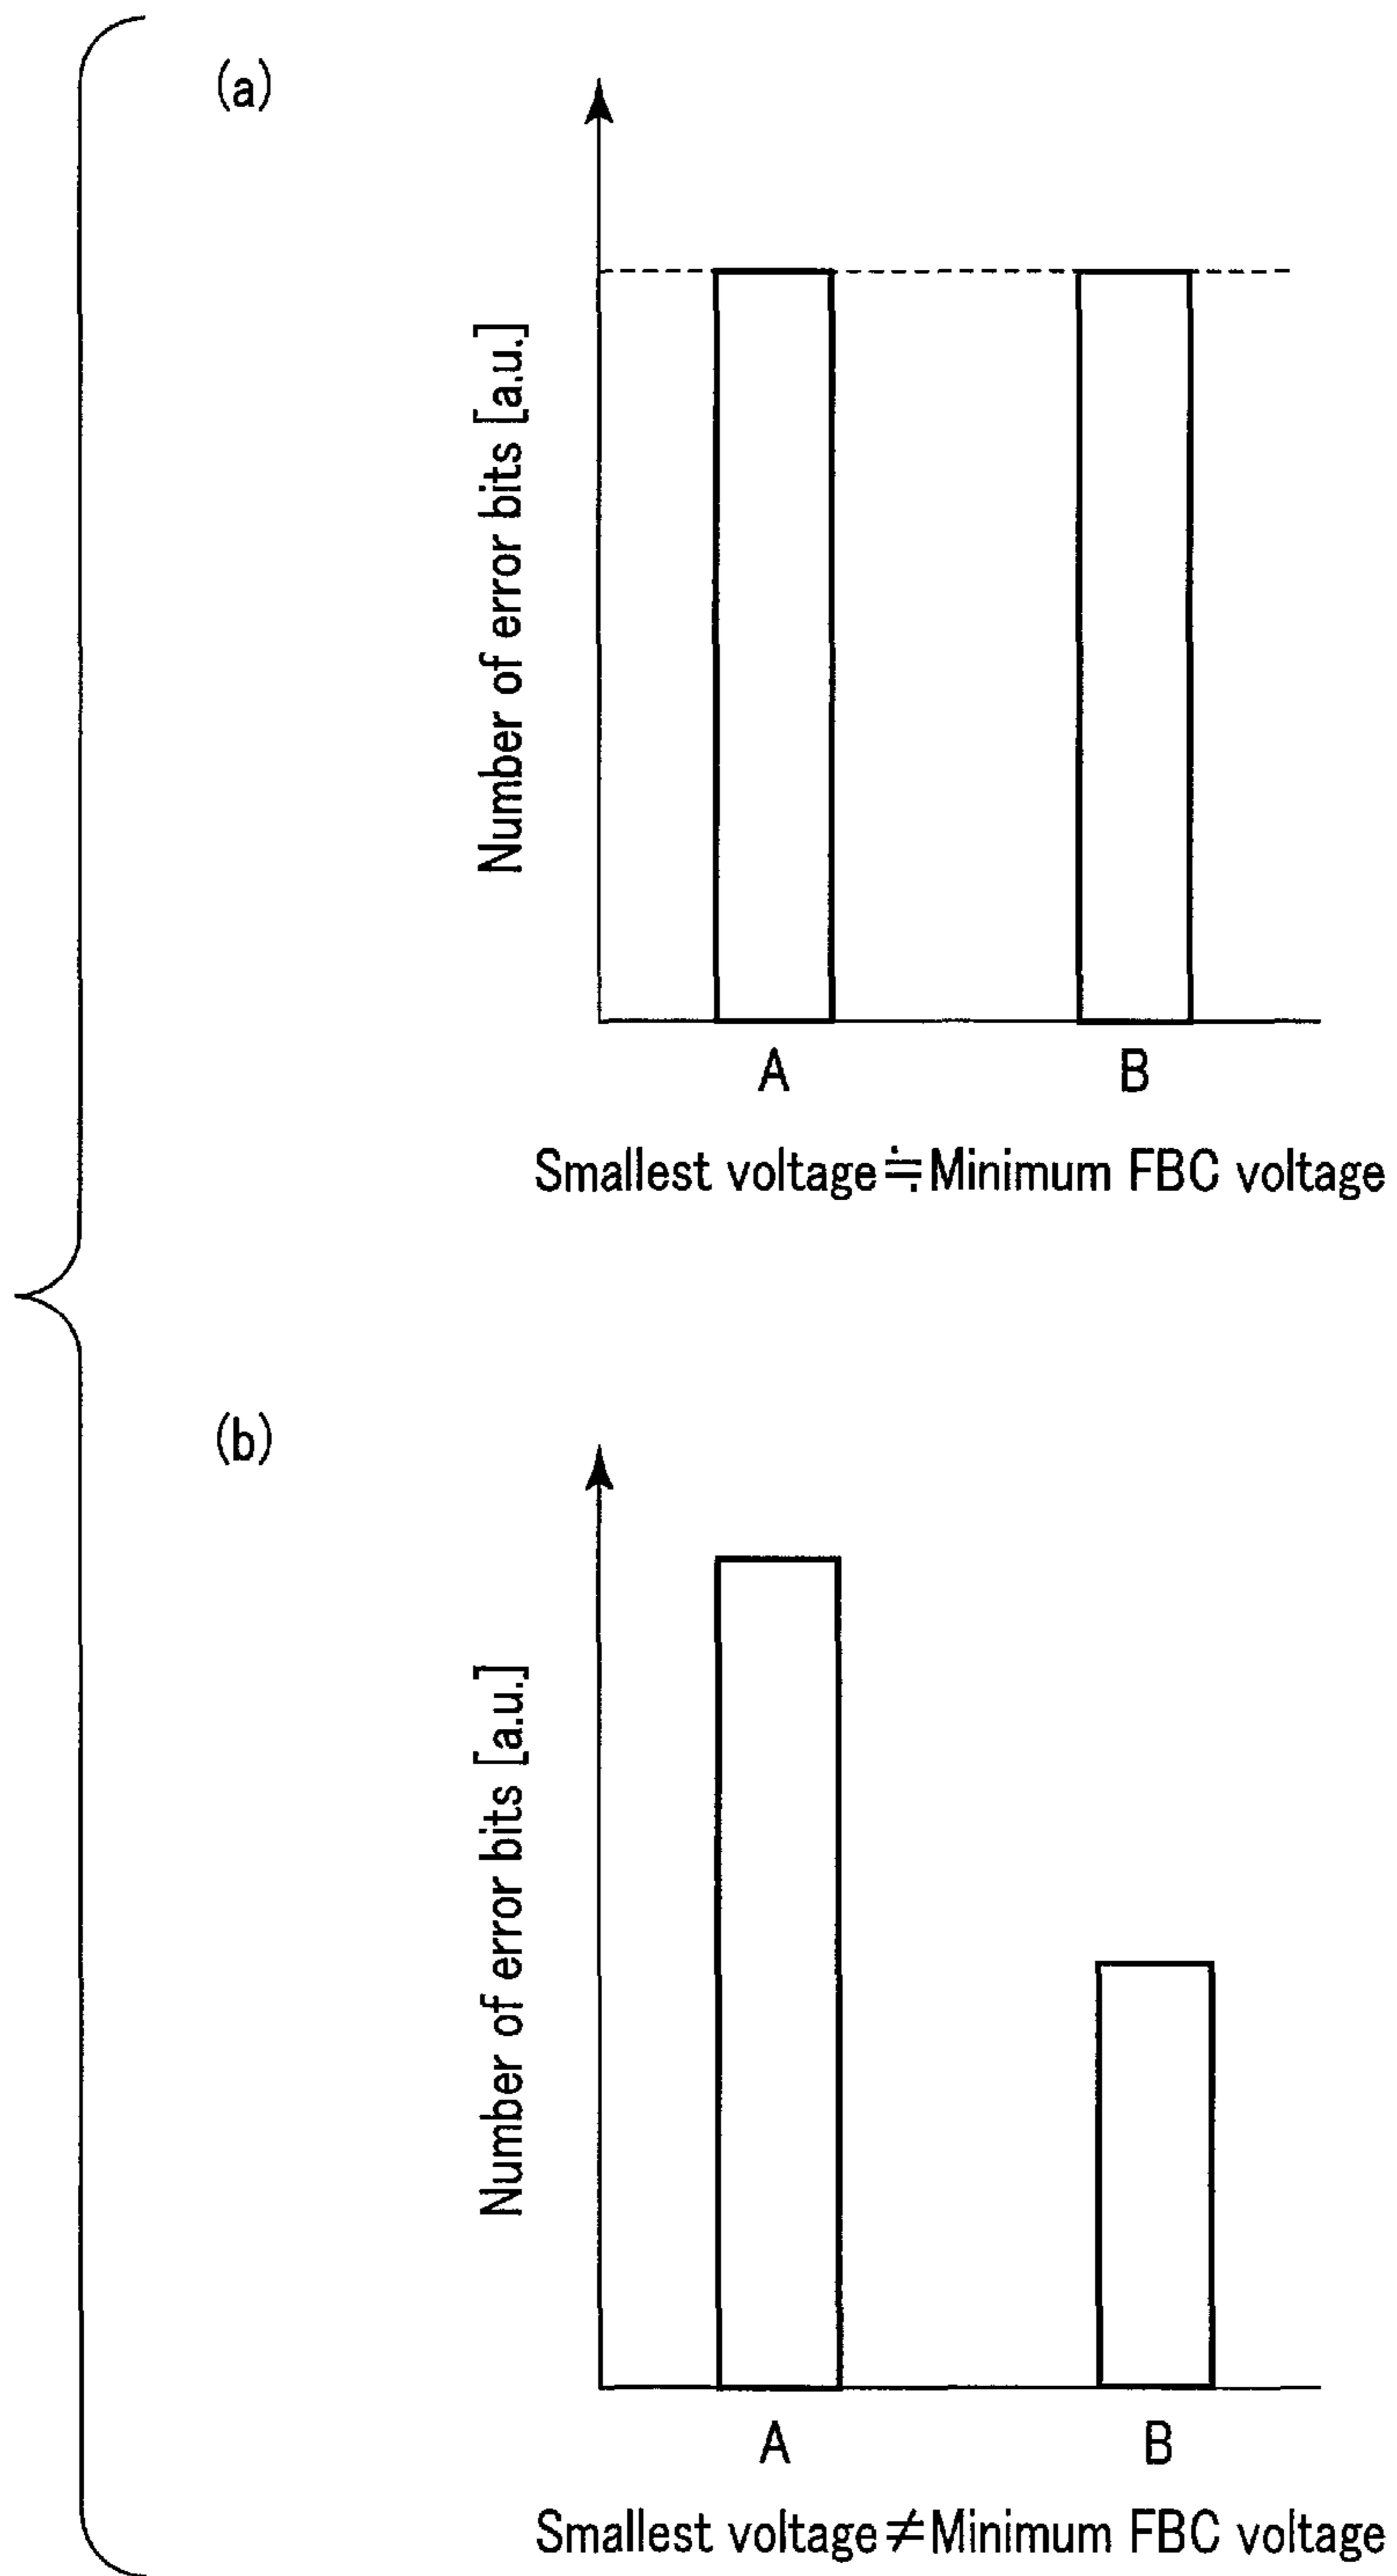 (a)
Number of error bits [a.u.]
A B
Smallest voltage≒Minimum FBC voltage
(b)
Number of error bits [a.u.]
A B
Smallest voltage≠Minimum FBC voltage